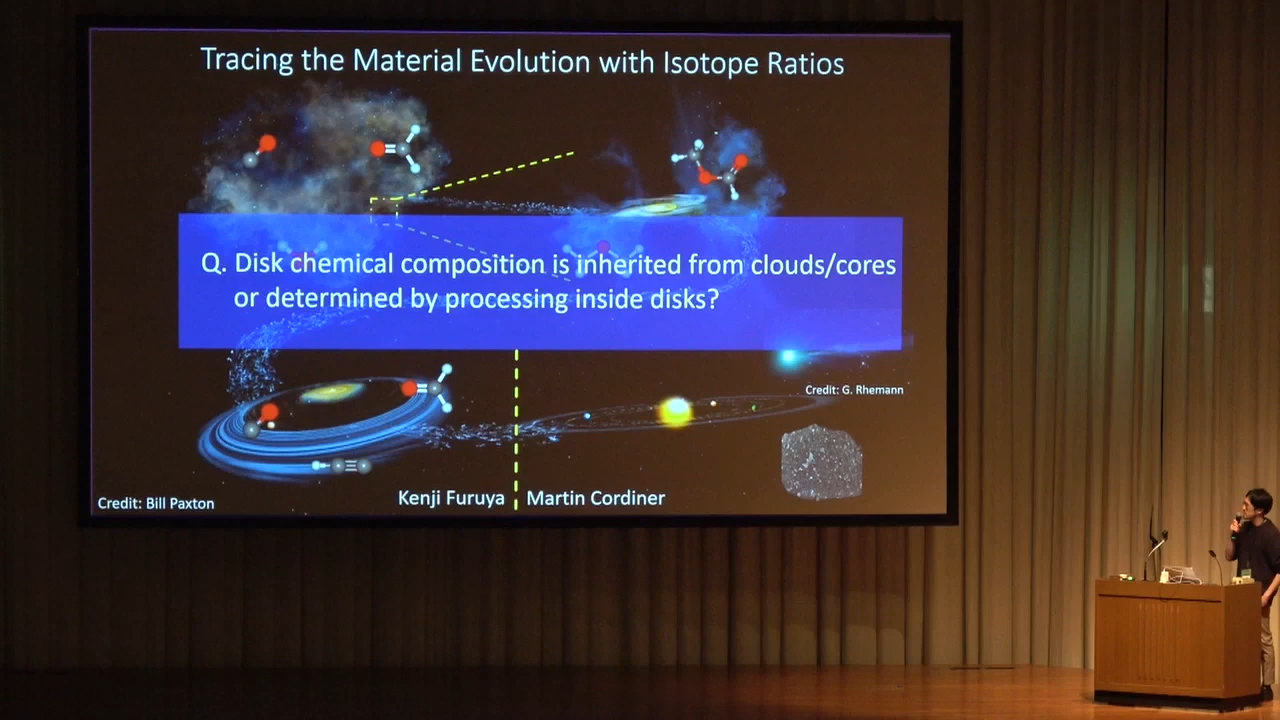 Tracing the Material Evolution with Isotope Ratios
Q. Disk chemical composition is inherited from clouds/cores
or determined by processing inside disks?
Credit: G. Rhemann
Credit: Bill Paxton
Kenji Furuya
Martin Cordiner